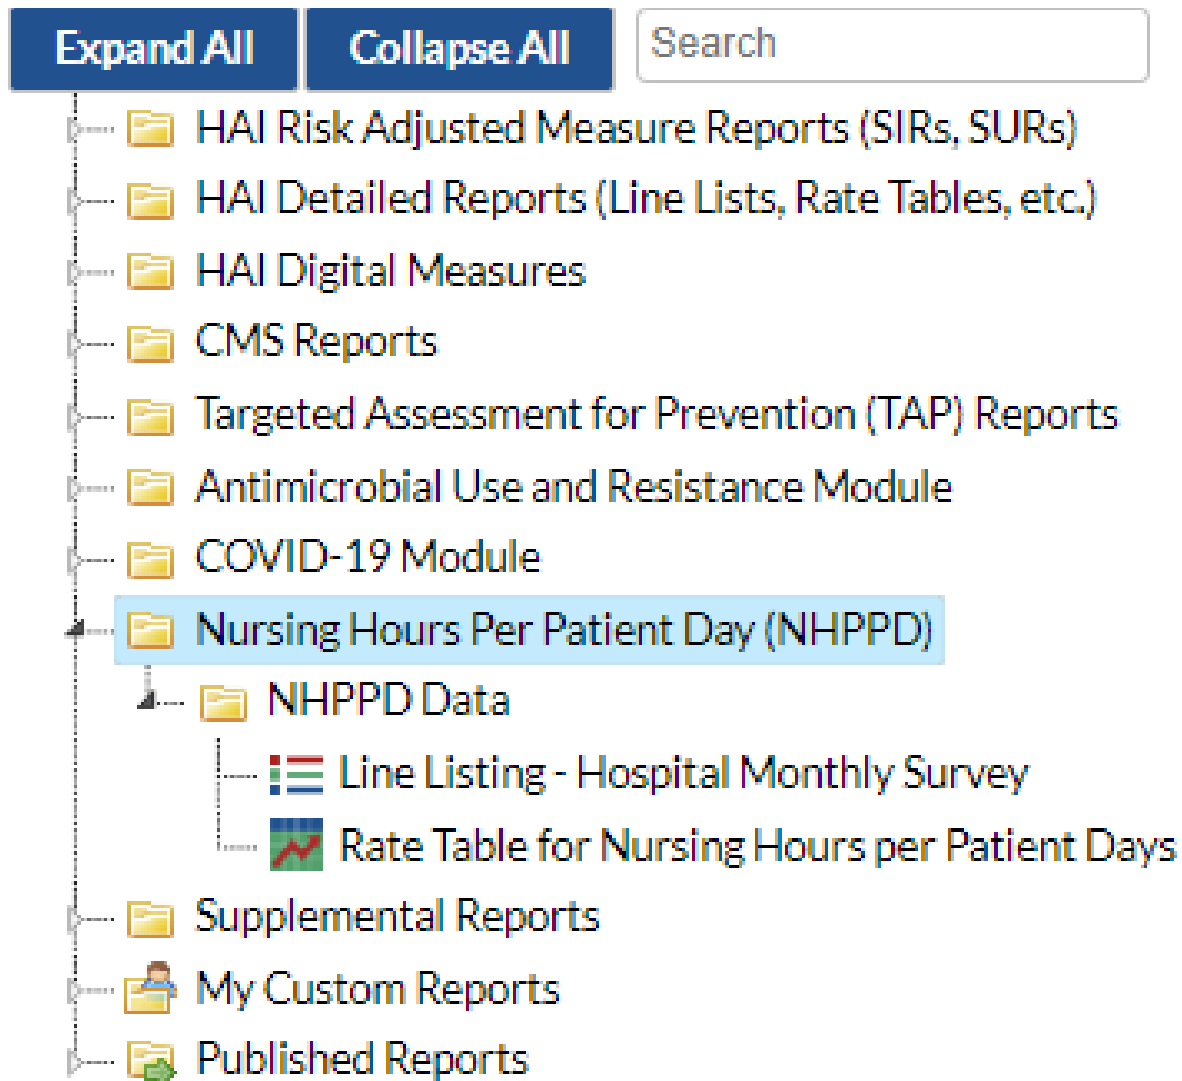 Expand All Collapse All Search
HAI Risk Adjusted Measure Reports (SIRs, SURs)
HAI Detailed Reports (Line Lists, Rate Tables, etc.)
HAI Digital Measures
CMS Reports
Targeted Assessment for Prevention (TAP) Reports
Antimicrobial Use and Resistance Module
COVID-19 Module
Nursing Hours Per Patient Day (NHPPD)
NHPPD Data
Line Listing - Hospital Monthly Survey
Rate Table for Nursing Hours per Patient Days
Supplemental Reports
My Custom Reports
Published Reports